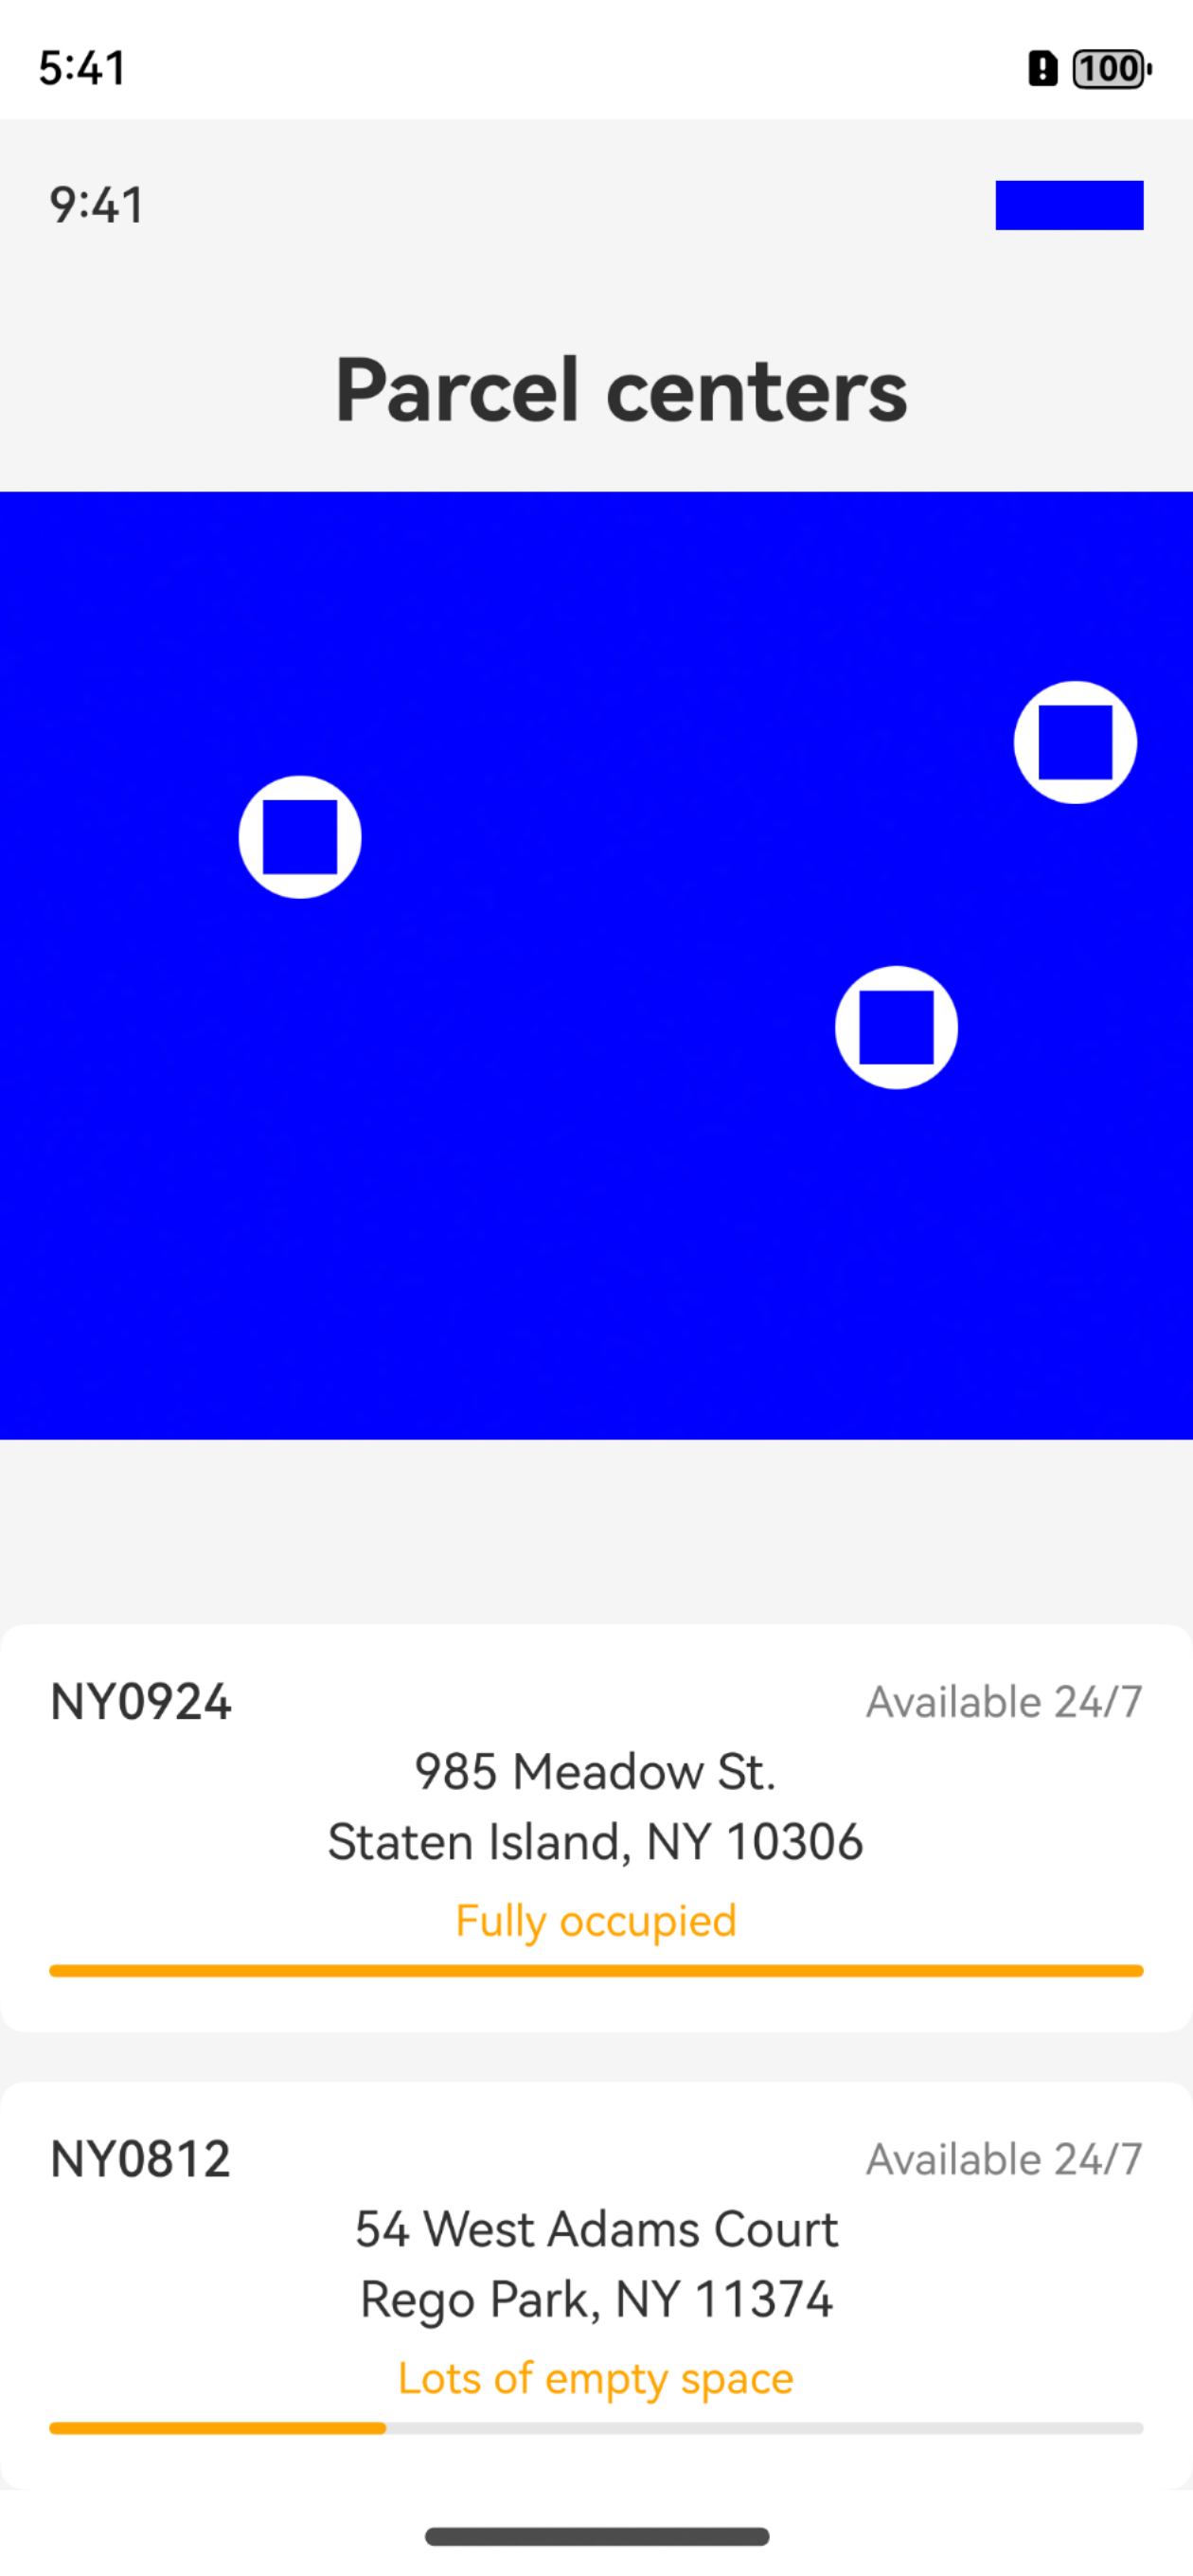 5:41
100
9:41
Parcel centers
NY0924
Available 24/7
985 Meadow St.
Staten Island, NY 10306
Fully occupied
NY0812
Available 24/7
54 West Adams Court
Rego Park, NY 11374
Lots of empty space